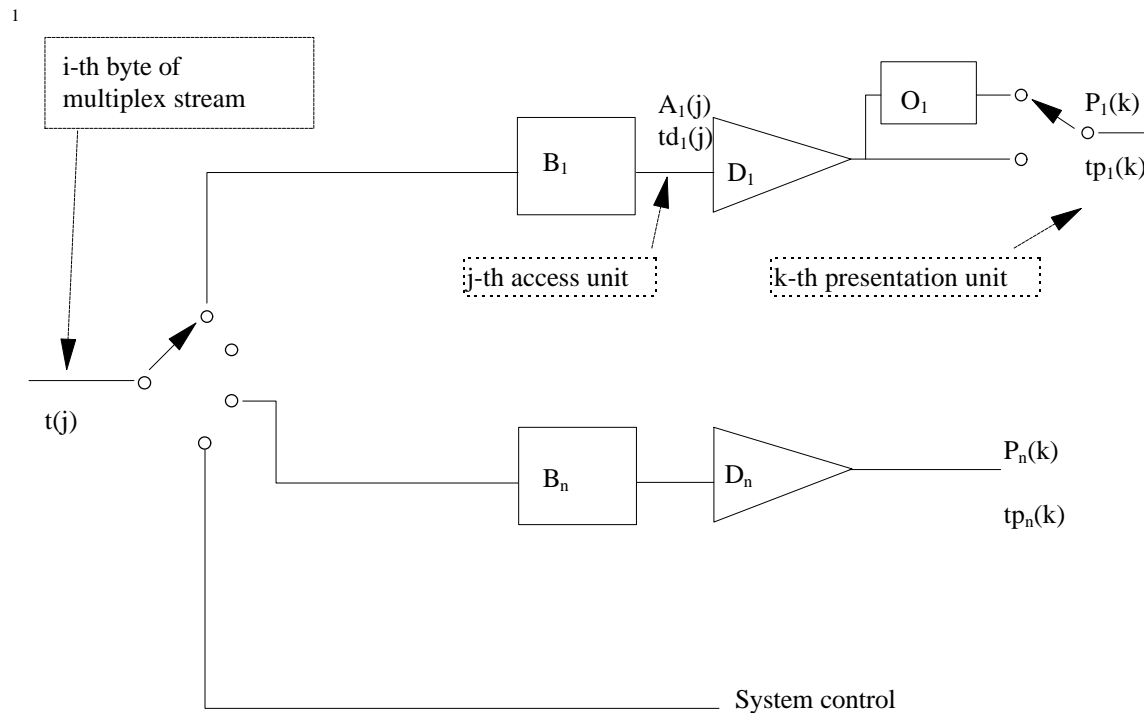 1
i-th byte of
multiplex stream
A₁(j)
td₁(j)
O₁
P₁(k)
B₁
D₁
tp₁(k)
j-th access unit
k-th presentation unit
t(j)
Bₙ
Dₙ
Pₙ(k)
tpₙ(k)
System control